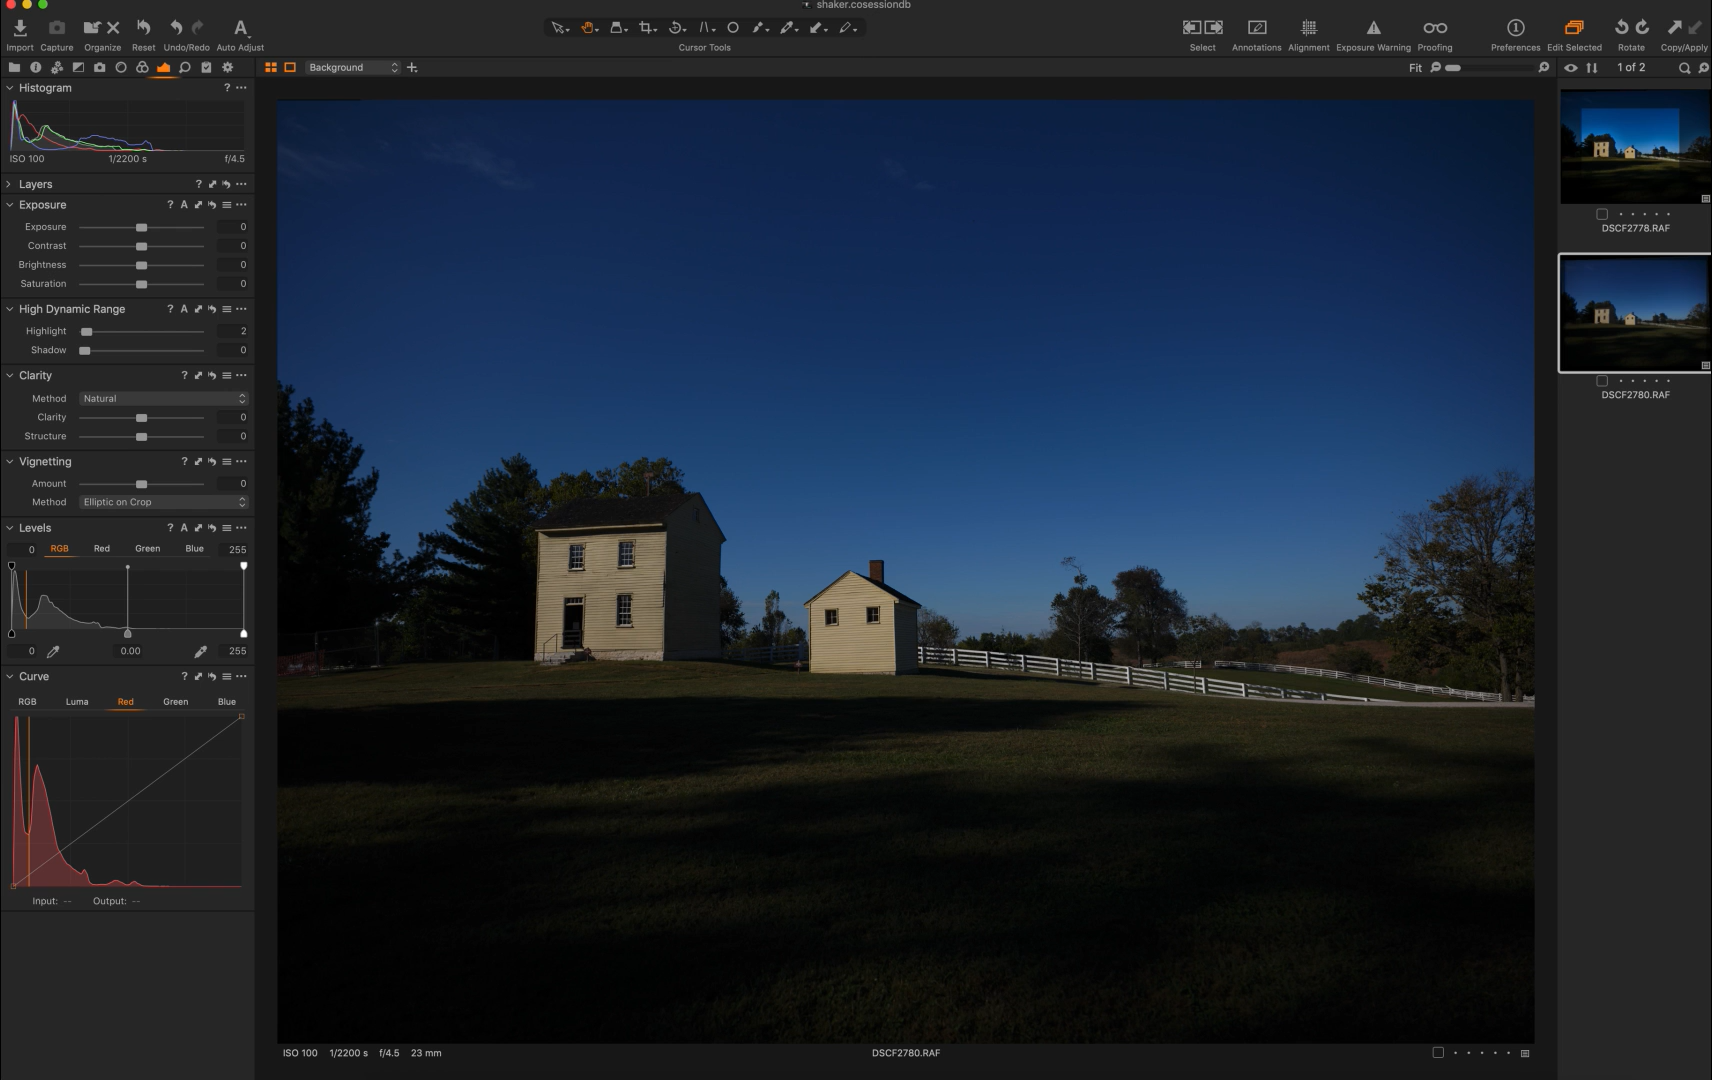 shaker.cosessiondb
Import Capture Organize Reset Undo/Redo Auto Adjust
Cursor Tools
Select Annotations Alignment Exposure Warning Proofing
Preferences Edit Selected Rotate Copy/Apply
Background
Fit
1 of 2
Histogram ?
ISO 100 1/2200 s f/4.5
Layers ?
Exposure ? A
Exposure 0
Contrast 0
Brightness 0
Saturation 0
High Dynamic Range ? A
Highlight 2
Shadow 0
Clarity ?
Method Natural
Clarity 0
Structure 0
Vignetting ?
Amount 0
Method Elliptic on Crop
Levels ? A
0 RGB Red Green Blue 255
0 0.00 255
Curve ?
RGB Luma Red Green Blue
Input: -- Output: --
ISO 100 1/2200 s f/4.5 23 mm
DSCF2780.RAF
DSCF2778.RAF
DSCF2780.RAF